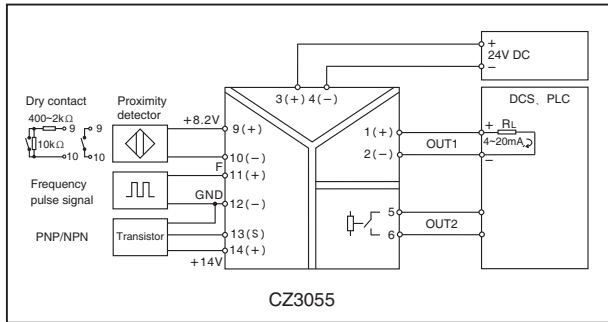 +
24V DC
−
3(+) 4(−)
DCS、PLC
Dry contact
400~2kΩ
9
9
10kΩ
10
10
Proximity
detector
+8.2V
9(+)
10(−)
F
11(+)
Frequency
pulse signal
GND
12(−)
PNP/NPN
Transistor
13(S)
14(+)
+14V
1(+)
2(−)
OUT1
+
RL
4~20mA
−
5
6
OUT2
CZ3055